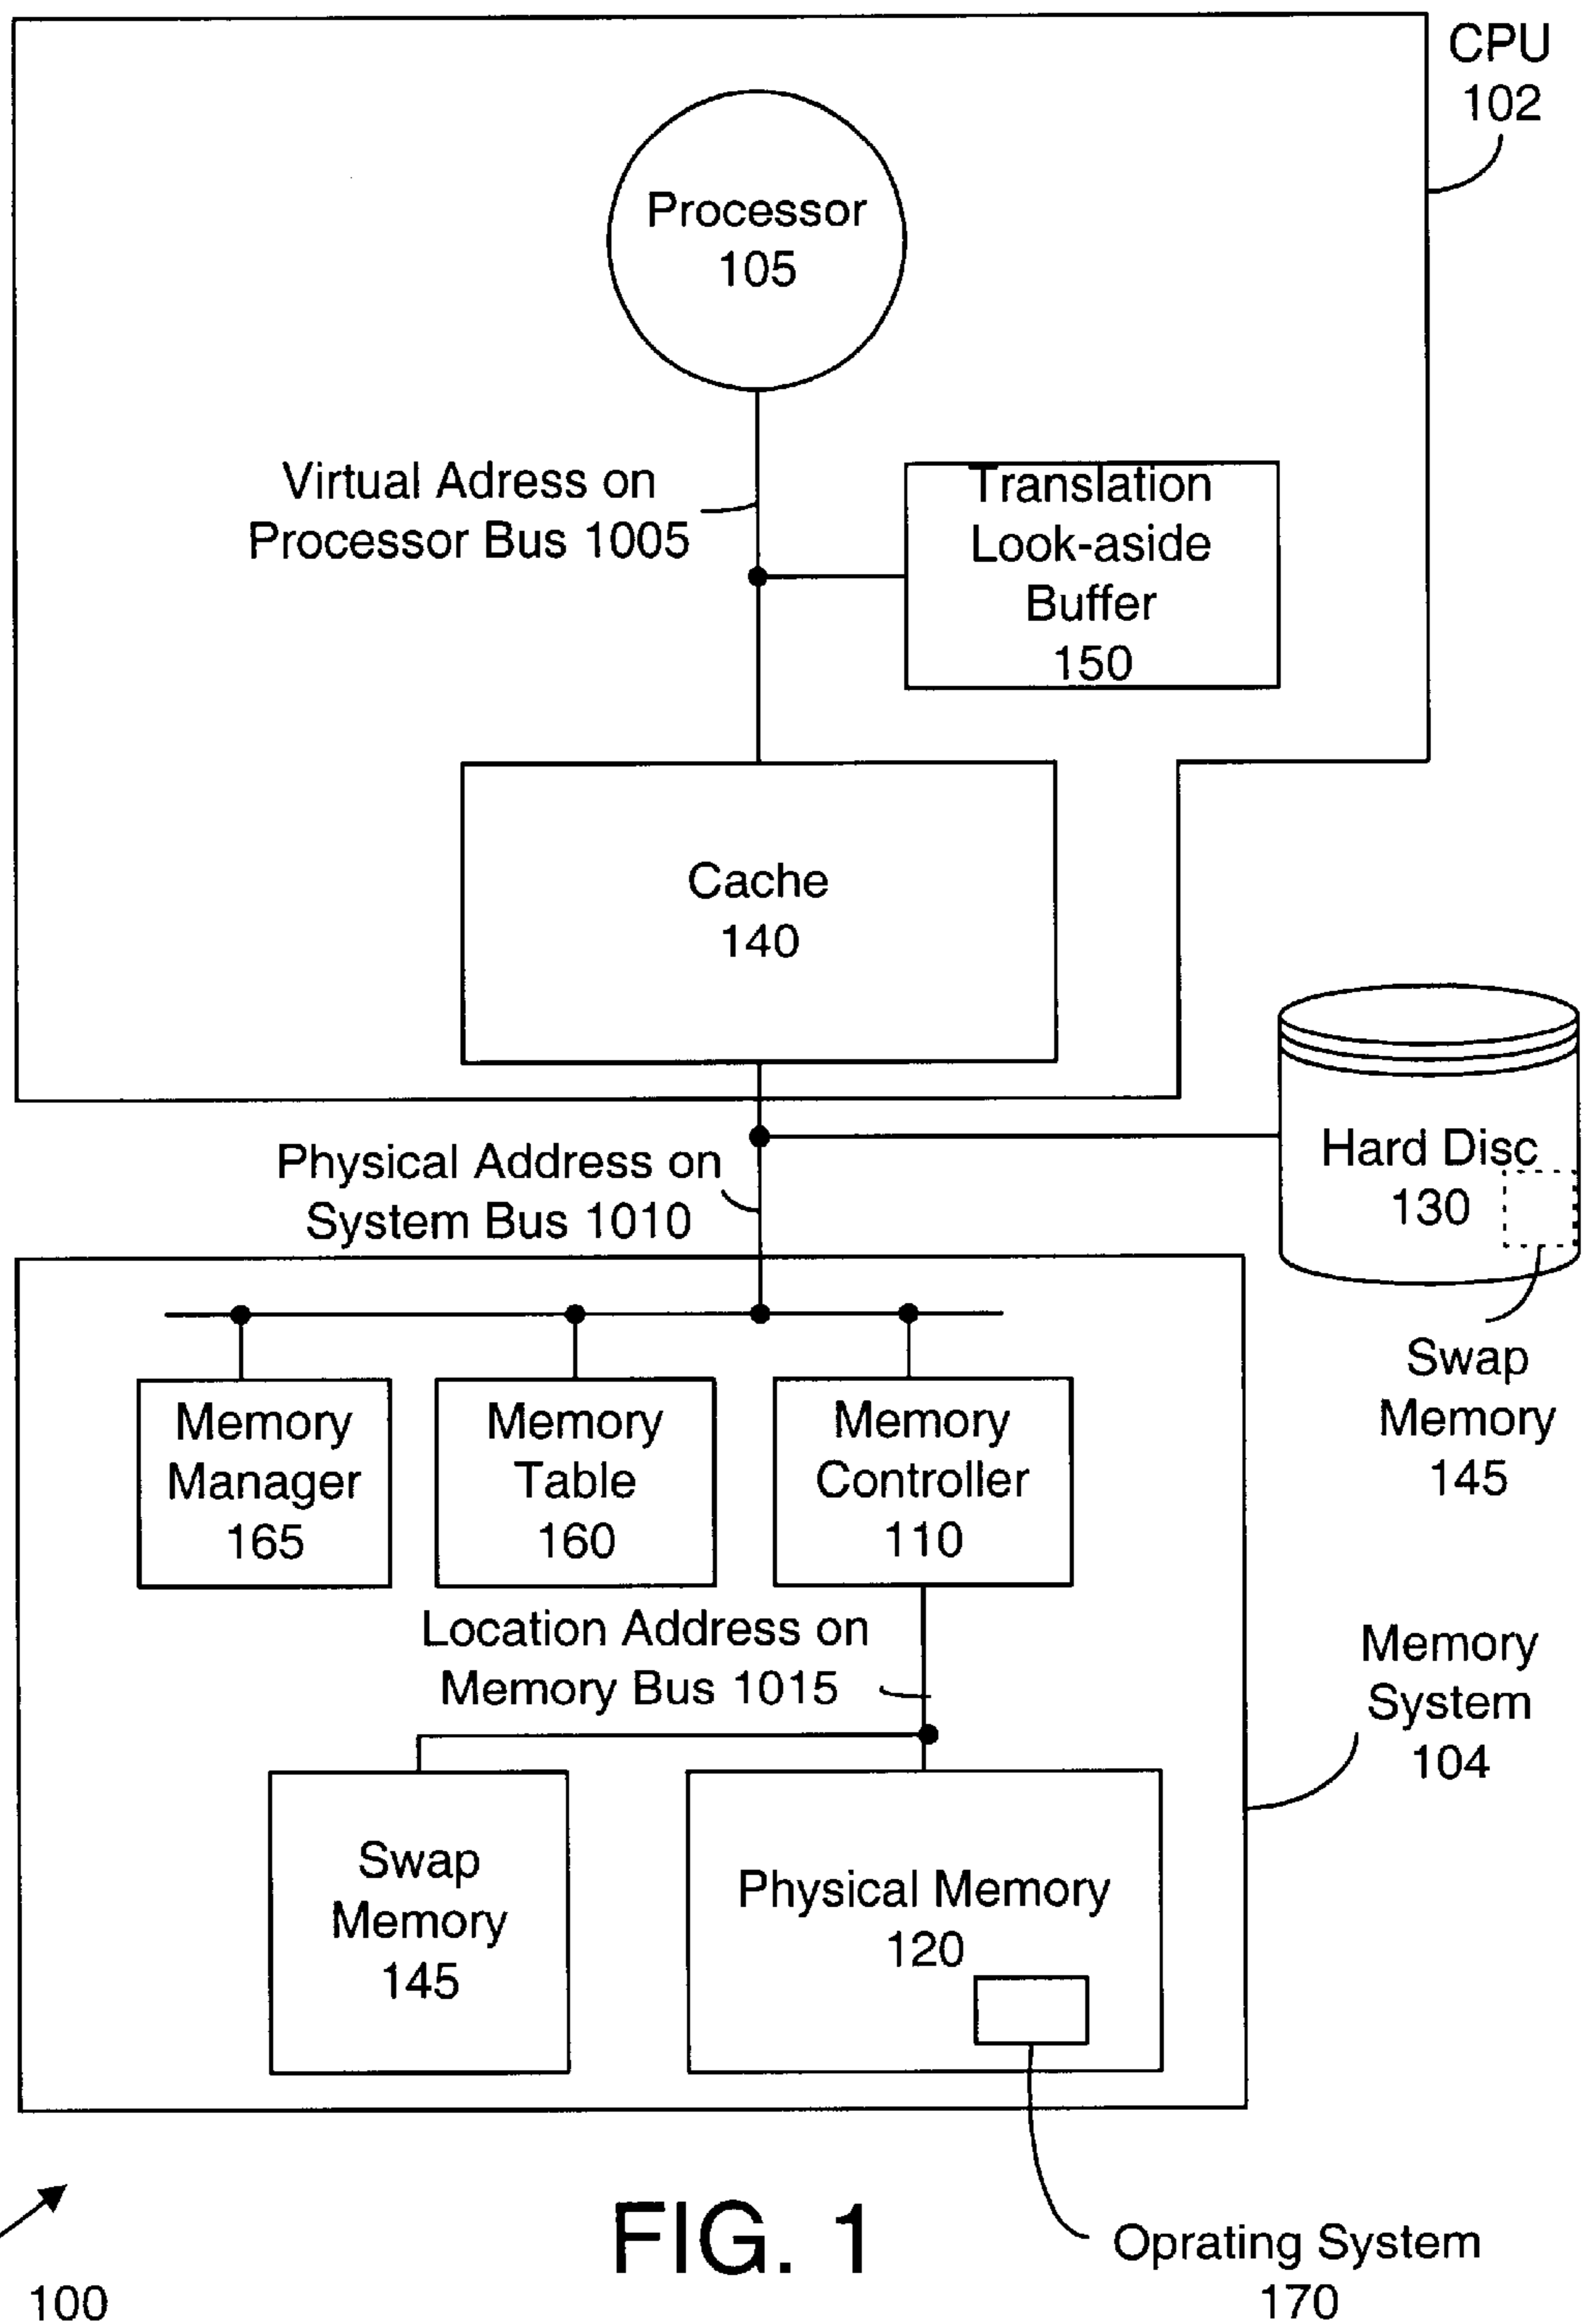 CPU
102
Processor
105
Virtual Adress on
Processor Bus 1005
Translation
Look-aside
Buffer
150
Cache
140
Physical Address on
System Bus 1010
Hard Disc
130
Swap
Memory
145
Memory
Manager
165
Memory
Table
160
Memory
Controller
110
Location Address on
Memory Bus 1015
Memory
System
104
Swap
Memory
145
Physical Memory
120
FIG. 1
Oprating System
170
100